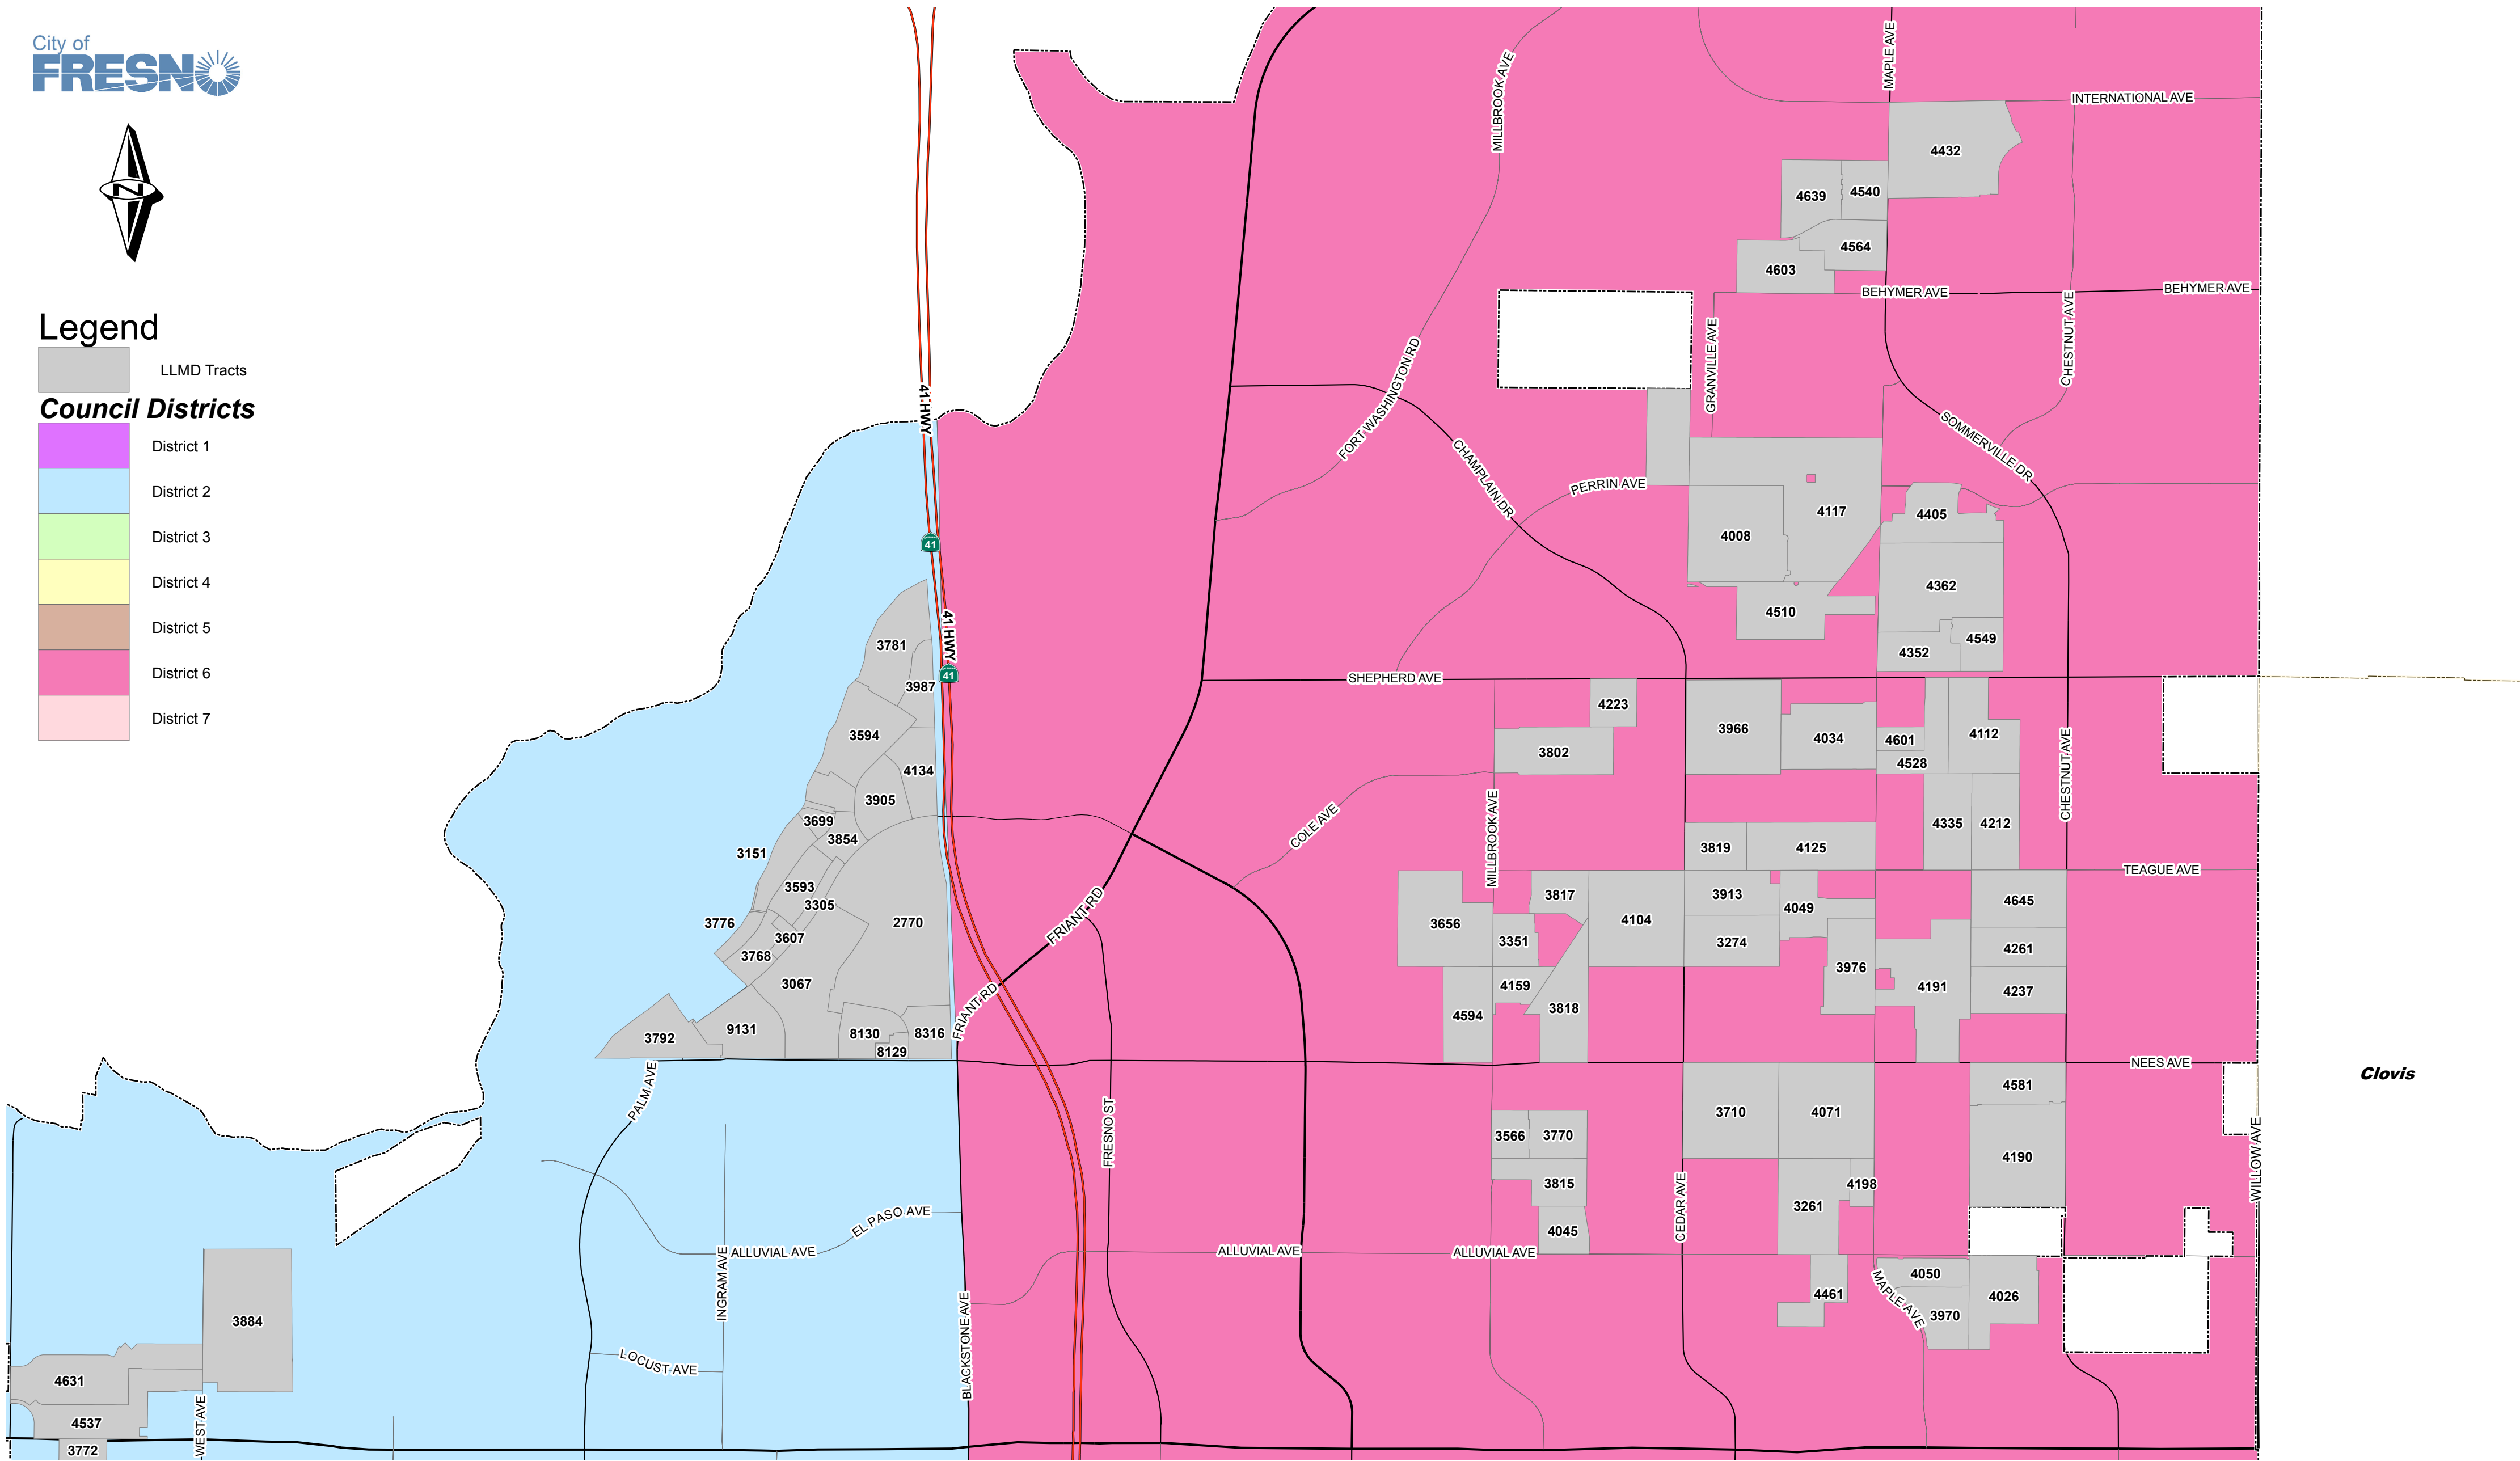 City of
FRESNO
N
Legend
LLMD Tracts
Council Districts
District 1
District 2
District 3
District 4
District 5
District 6
District 7
MAPLE AVE
MILLBROOK AVE
INTERNATIONAL AVE
4432
4639
4540
4564
4603
BEHYMER AVE
BEHYMER AVE
GRANVILLE AVE
CHESTNUT AVE
FORT WASHINGTON RD
41 HWY
SOMMERVILLE DR
CHAMPLAIN DR
PERRIN AVE
4117
4405
4008
41
4362
4510
41 HWY
4549
3781
4352
41
SHEPHERD AVE
3987
4223
3966
4034
4601
4112
3594
3802
4528
4134
CHESTNUT AVE
3905
3699
COLE AVE
MILLBROOK AVE
4335
4212
3854
3151
3819
4125
TEAGUE AVE
3593
3305
3817
3913
4049
4645
3776
2770
FRIANT RD
3656
4104
3607
3351
3274
4261
3768
3976
3067
4159
4191
4237
FRIANT RD
4594
3818
3792
9131
8130
8316
8129
NEES AVE
Clovis
PALM AVE
4581
3710
4071
FRESNO ST
3566
3770
4190
WILLOW AVE
3815
4198
CEDAR AVE
3261
EL PASO AVE
4045
ALLUVIAL AVE
ALLUVIAL AVE
ALLUVIAL AVE
INGRAM AVE
4050
4461
4026
MAPLE AVE
3970
BLACKSTONE AVE
3884
LOCUST AVE
4631
4537
WEST AVE
3772